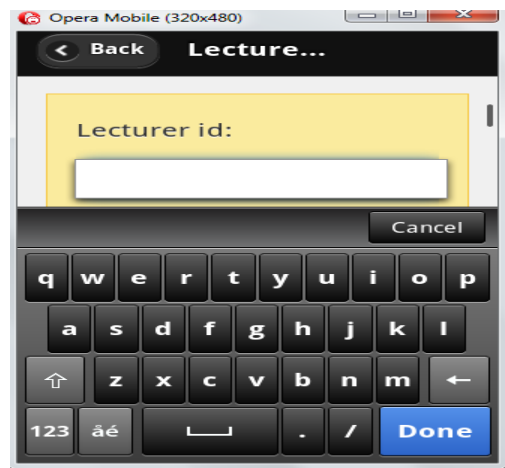 Opera Mobile (320x480)
Back Lecture...
Lecturer id:
Cancel
q w e r t y u i o p
a s d f g h j k l
z x c v b n m
123 åé . / Done